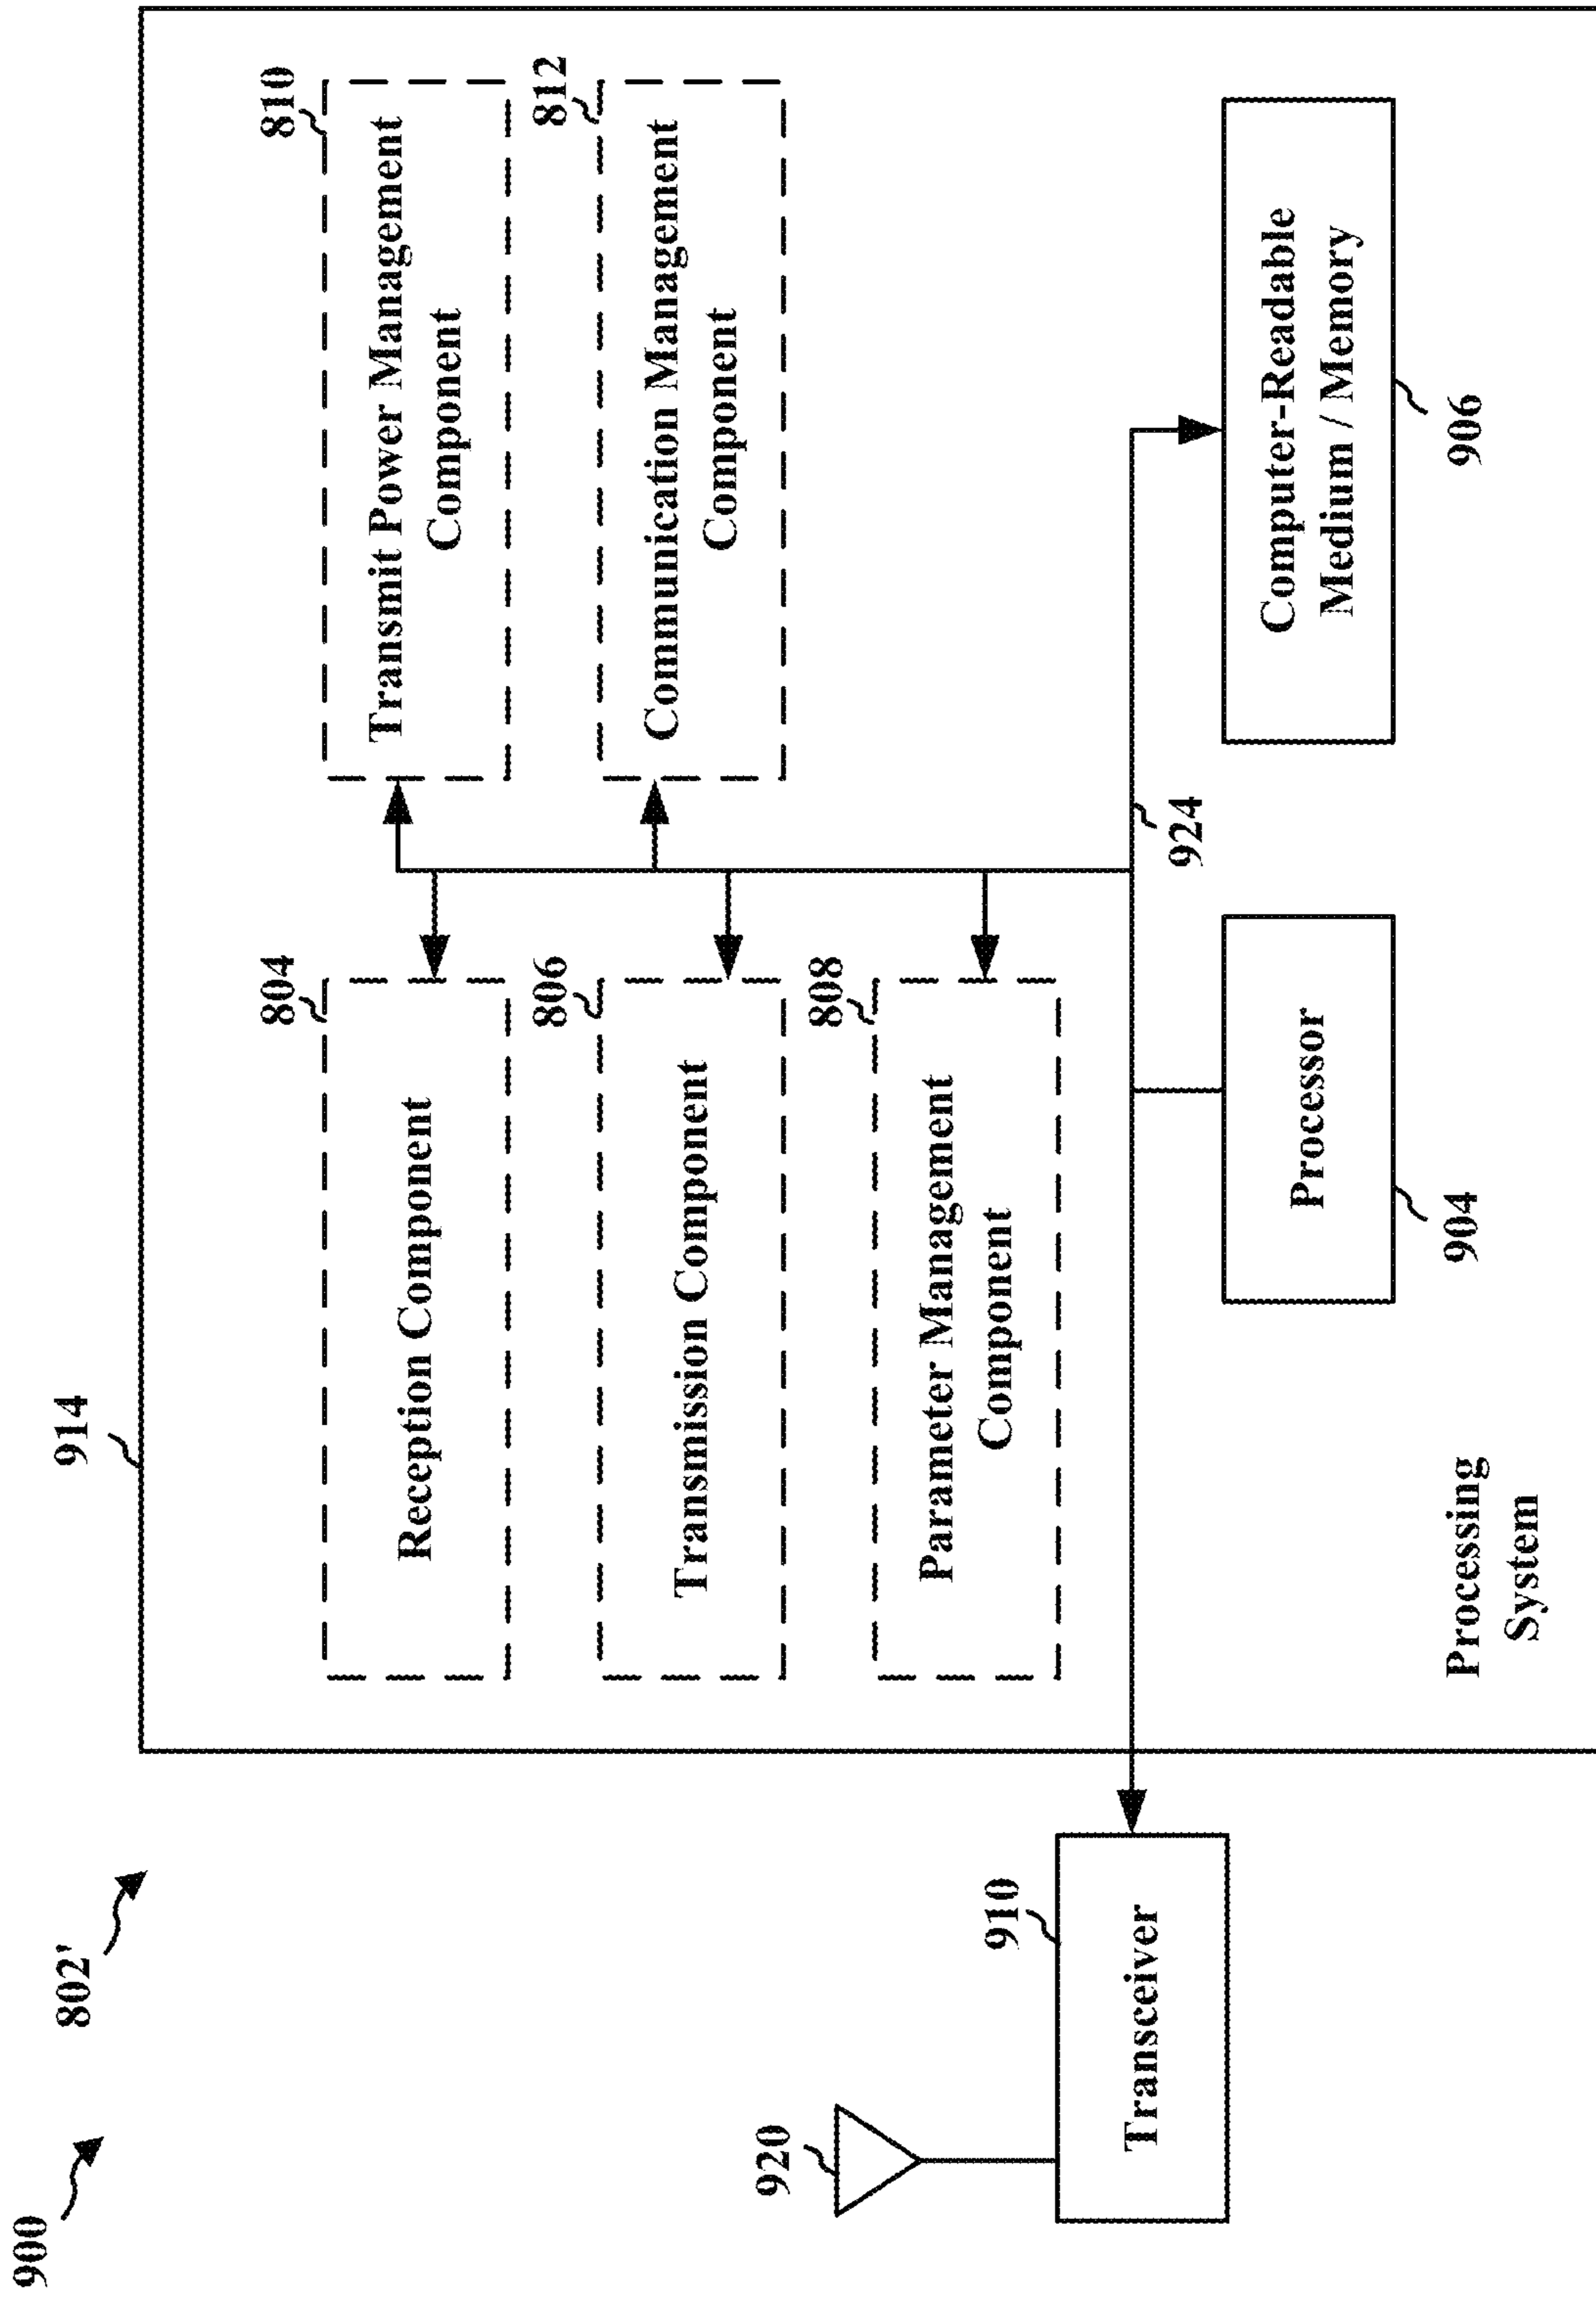 900
802'
914
804
Reception Component
810
Transmit Power Management
Component
806
Transmission Component
812
Communication Management
Component
808
Parameter Management
Component
920
910
Transceiver
924
Processor
904
Computer-Readable
Medium / Memory
906
Processing
System